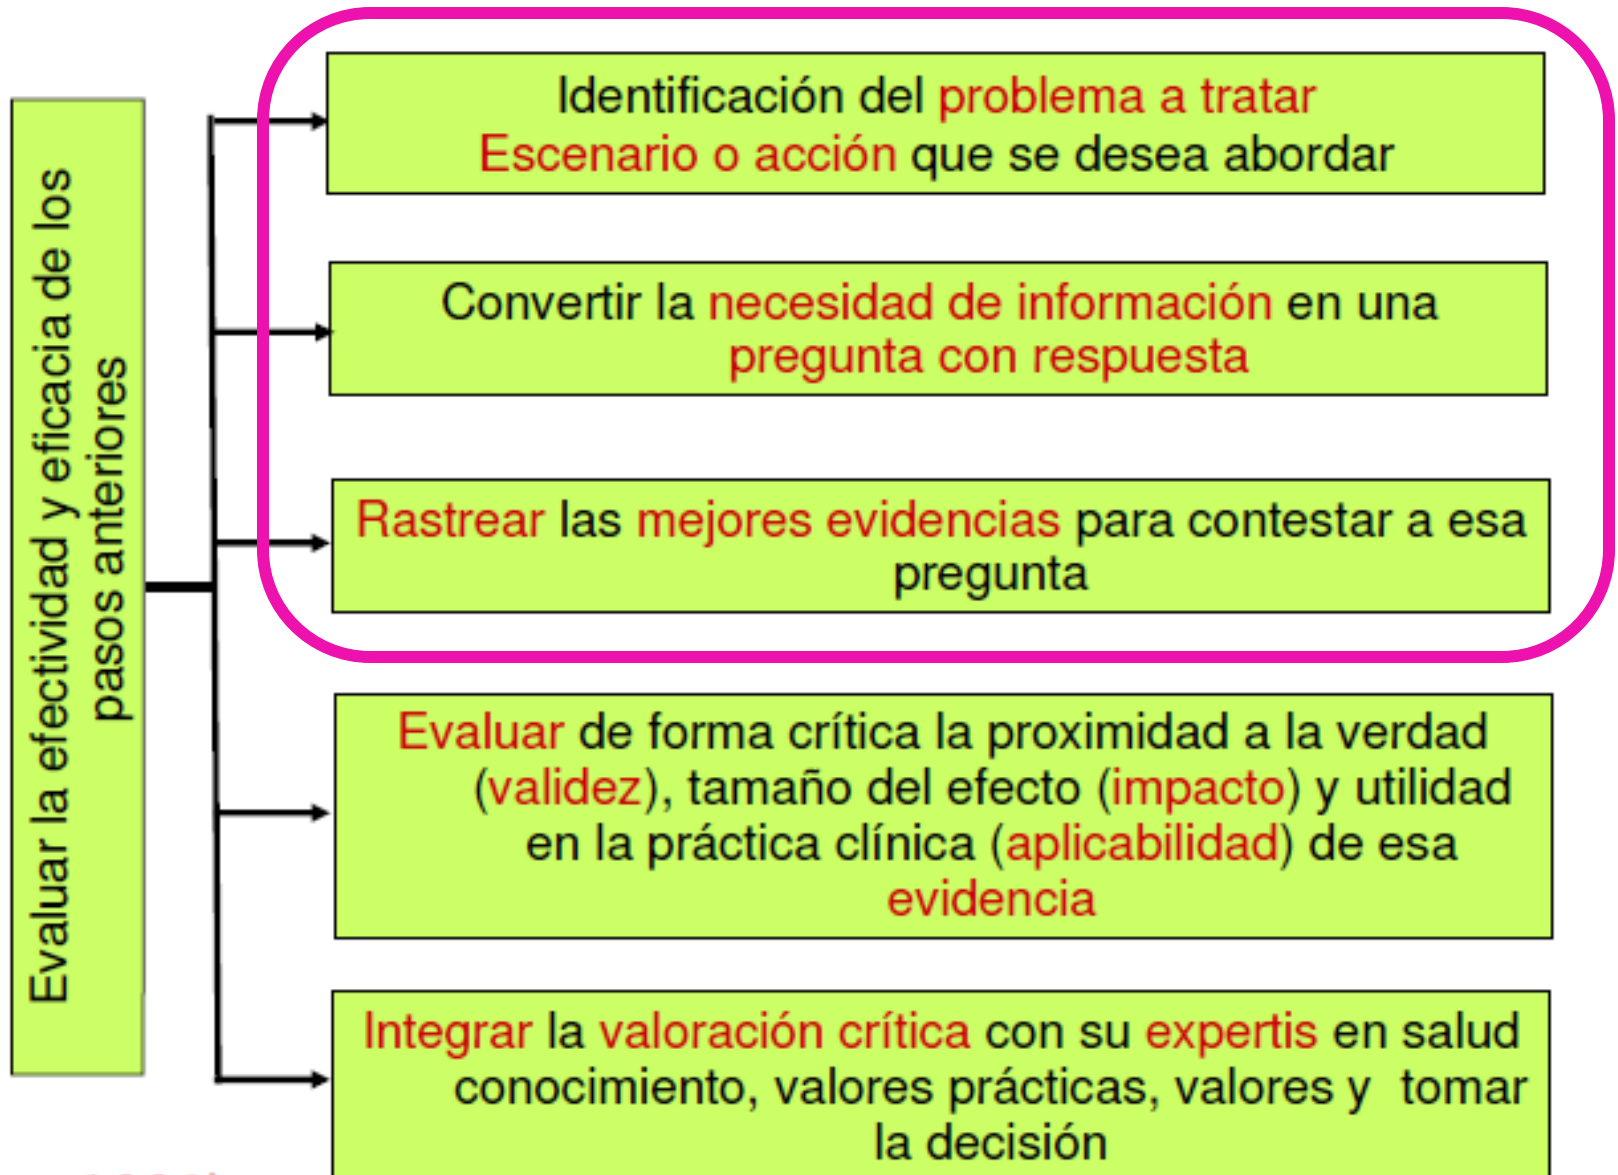 Evaluar la efectividad y eficacia de los
pasos anteriores
Identificación del problema a tratar
Escenario o acción que se desea abordar
Convertir la necesidad de información en una
pregunta con respuesta
Rastrear las mejores evidencias para contestar a esa
pregunta
Evaluar de forma crítica la proximidad a la verdad
(validez), tamaño del efecto (impacto) y utilidad
en la práctica clínica (aplicabilidad) de esa
evidencia
Integrar la valoración crítica con su expertis en salud
conocimiento, valores prácticas, valores y tomar
la decisión